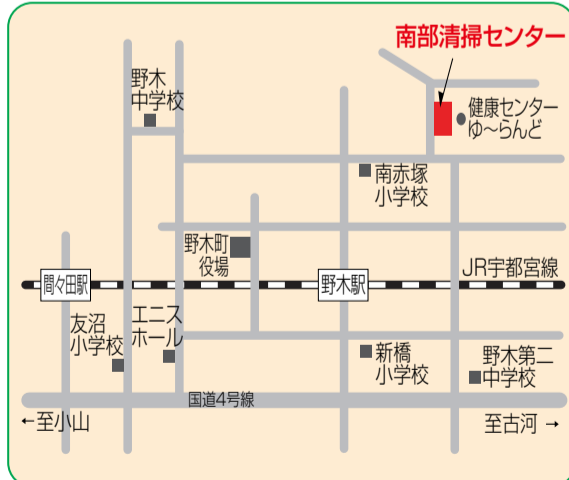 南部清掃センター
野木
中学校
健康センター
ゆ〜らんど
南赤塚
小学校
野木町
役場
JR宇都宮線
間々田駅
野木駅
友沼
小学校
エニス
ホール
新橋
小学校
野木第二
中学校
国道4号線
←至小山
至古河→